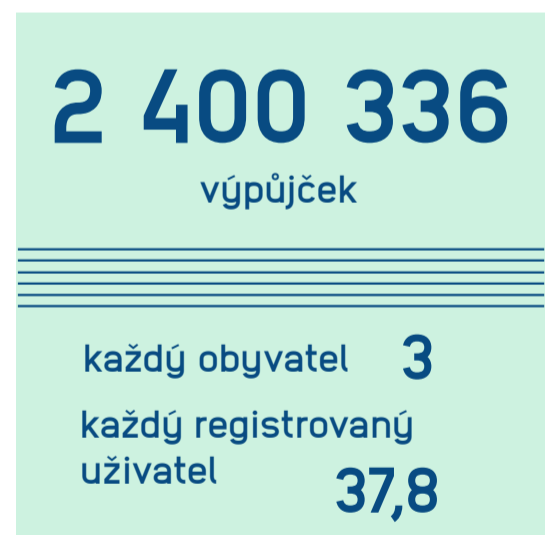 2 400 336
výpůjček
každý obyvatel 3
každý registrovaný
uživatel
37,8